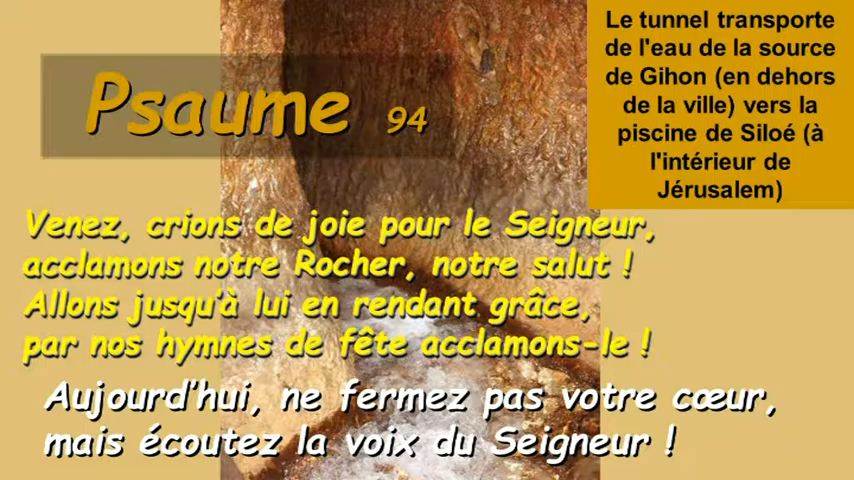 Psaume 94
Le tunnel transporte
de l'eau de la source
de Gihon (en dehors
de la ville) vers la
piscine de Siloé (à
l'intérieur de
Jérusalem)
Venez, crions de joie pour le Seigneur,
acclamons notre Rocher, notre salut !
Allons jusqu’à lui en rendant grâce,
par nos hymnes de fête acclamons-le !
Aujourd’hui, ne fermez pas votre cœur,
mais écoutez la voix du Seigneur !